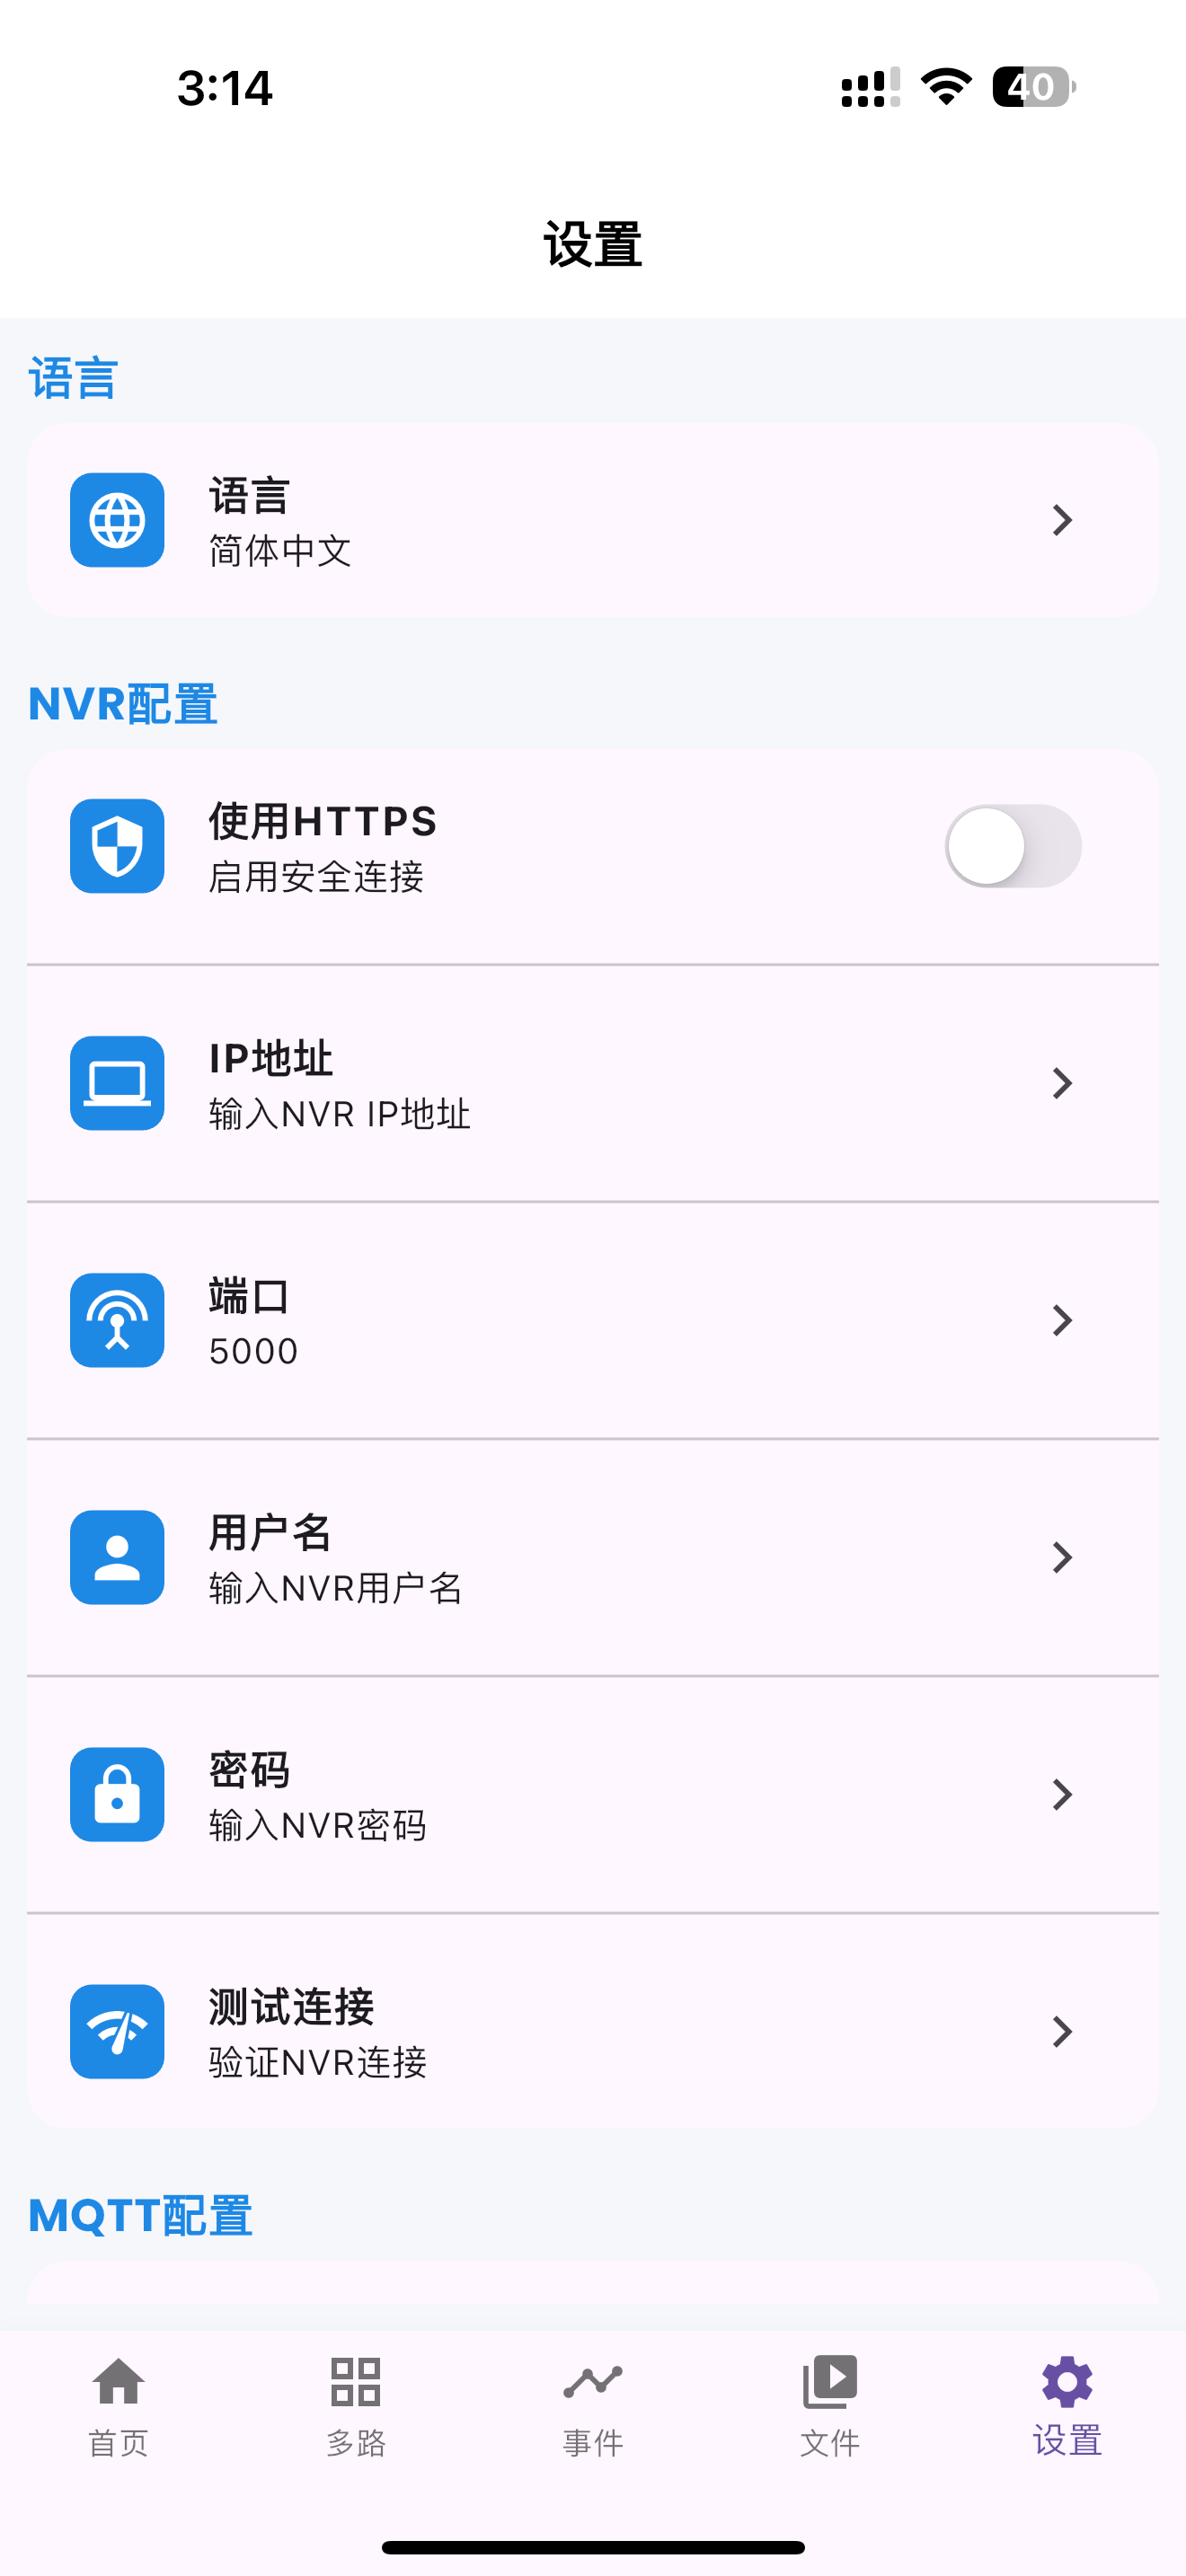 3:14
40
设置
语言
语言
简体中文
NVR配置
使用HTTPS
启用安全连接
IP地址
输入NVR IP地址
端口
5000
用户名
输入NVR用户名
密码
输入NVR密码
测试连接
验证NVR连接
MQTT配置
首页
多路
事件
文件
设置